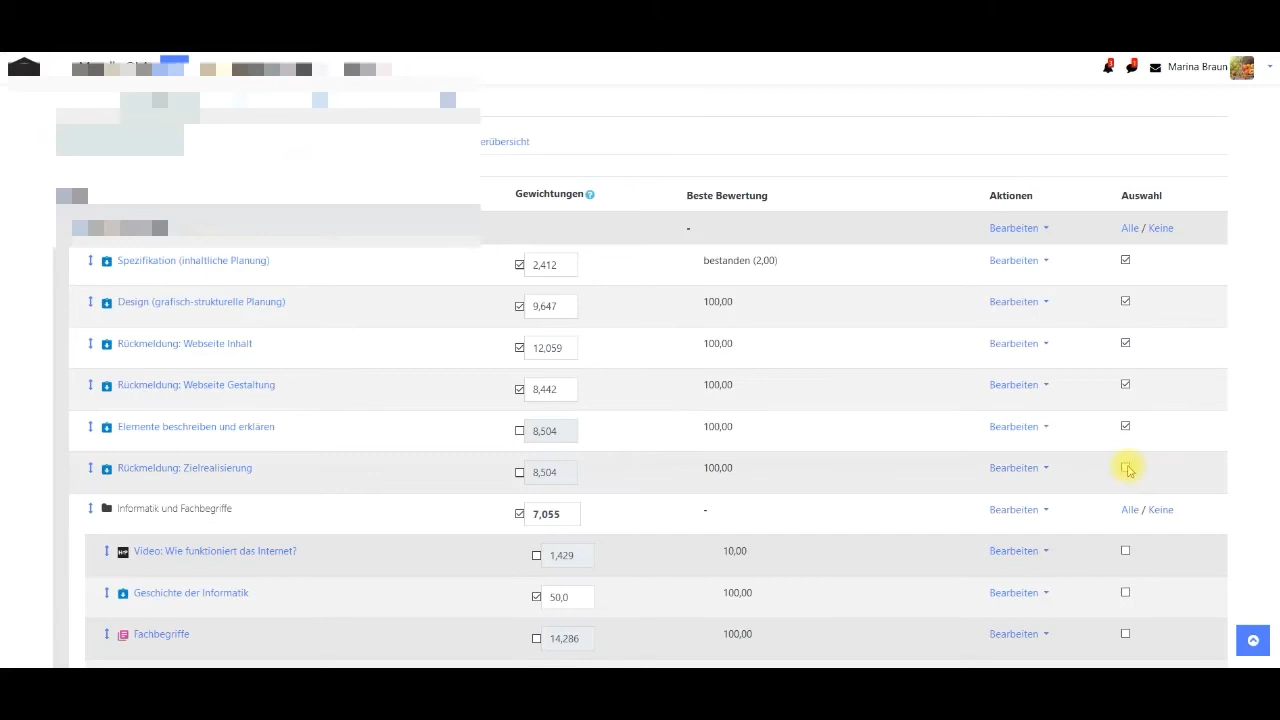 Marina Braun
erübersicht
Gewichtungen Beste Bewertung Aktionen Auswahl
- Bearbeiten Alle / Keine
Spezifikation (inhaltliche Planung) 2,412 bestanden (2,00) Bearbeiten
Design (grafisch-strukturelle Planung) 9,647 100,00 Bearbeiten
Rückmeldung: Webseite Inhalt 12,059 100,00 Bearbeiten
Rückmeldung: Webseite Gestaltung 8,442 100,00 Bearbeiten
Elemente beschreiben und erklären 8,504 100,00 Bearbeiten
Rückmeldung: Zielrealisierung 8,504 100,00 Bearbeiten
Informatik und Fachbegriffe 7,055 - Bearbeiten Alle / Keine
Video: Wie funktioniert das Internet? 1,429 10,00 Bearbeiten
Geschichte der Informatik 50,0 100,00 Bearbeiten
Fachbegriffe 14,286 100,00 Bearbeiten